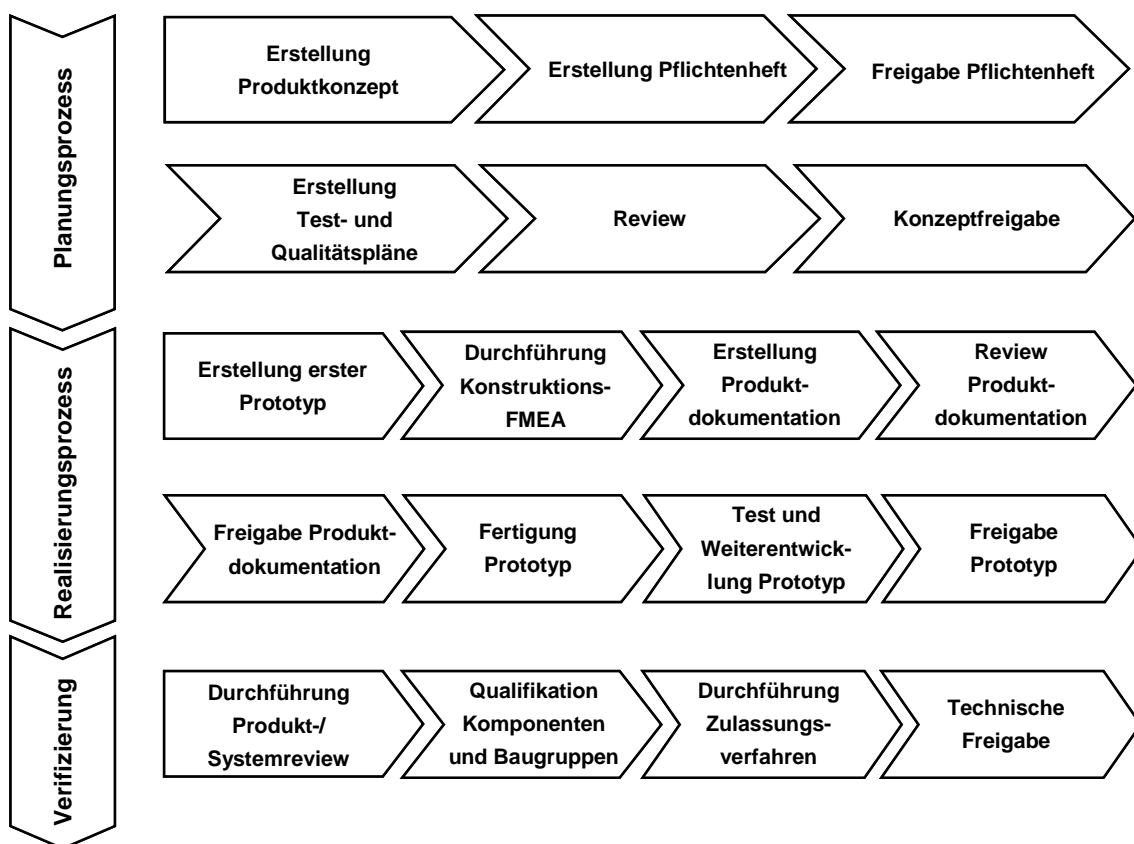 Planungsprozess
Erstellung
Produktkonzept
Erstellung Pflichtenheft
Freigabe Pflichtenheft
Erstellung
Test- und
Qualitätspläne
Review
Konzeptfreigabe
Realisierungsprozess
Erstellung erster
Prototyp
Durchführung
Konstruktions-
FMEA
Erstellung
Produkt-
dokumentation
Review
Produkt-
dokumentation
Freigabe Produkt-
dokumentation
Fertigung
Prototyp
Test und
Weiterentwick-
lung Prototyp
Freigabe
Prototyp
Verifizierung
Durchführung
Produkt-/
Systemreview
Qualifikation
Komponenten
und Baugruppen
Durchführung
Zulassungs-
verfahren
Technische
Freigabe